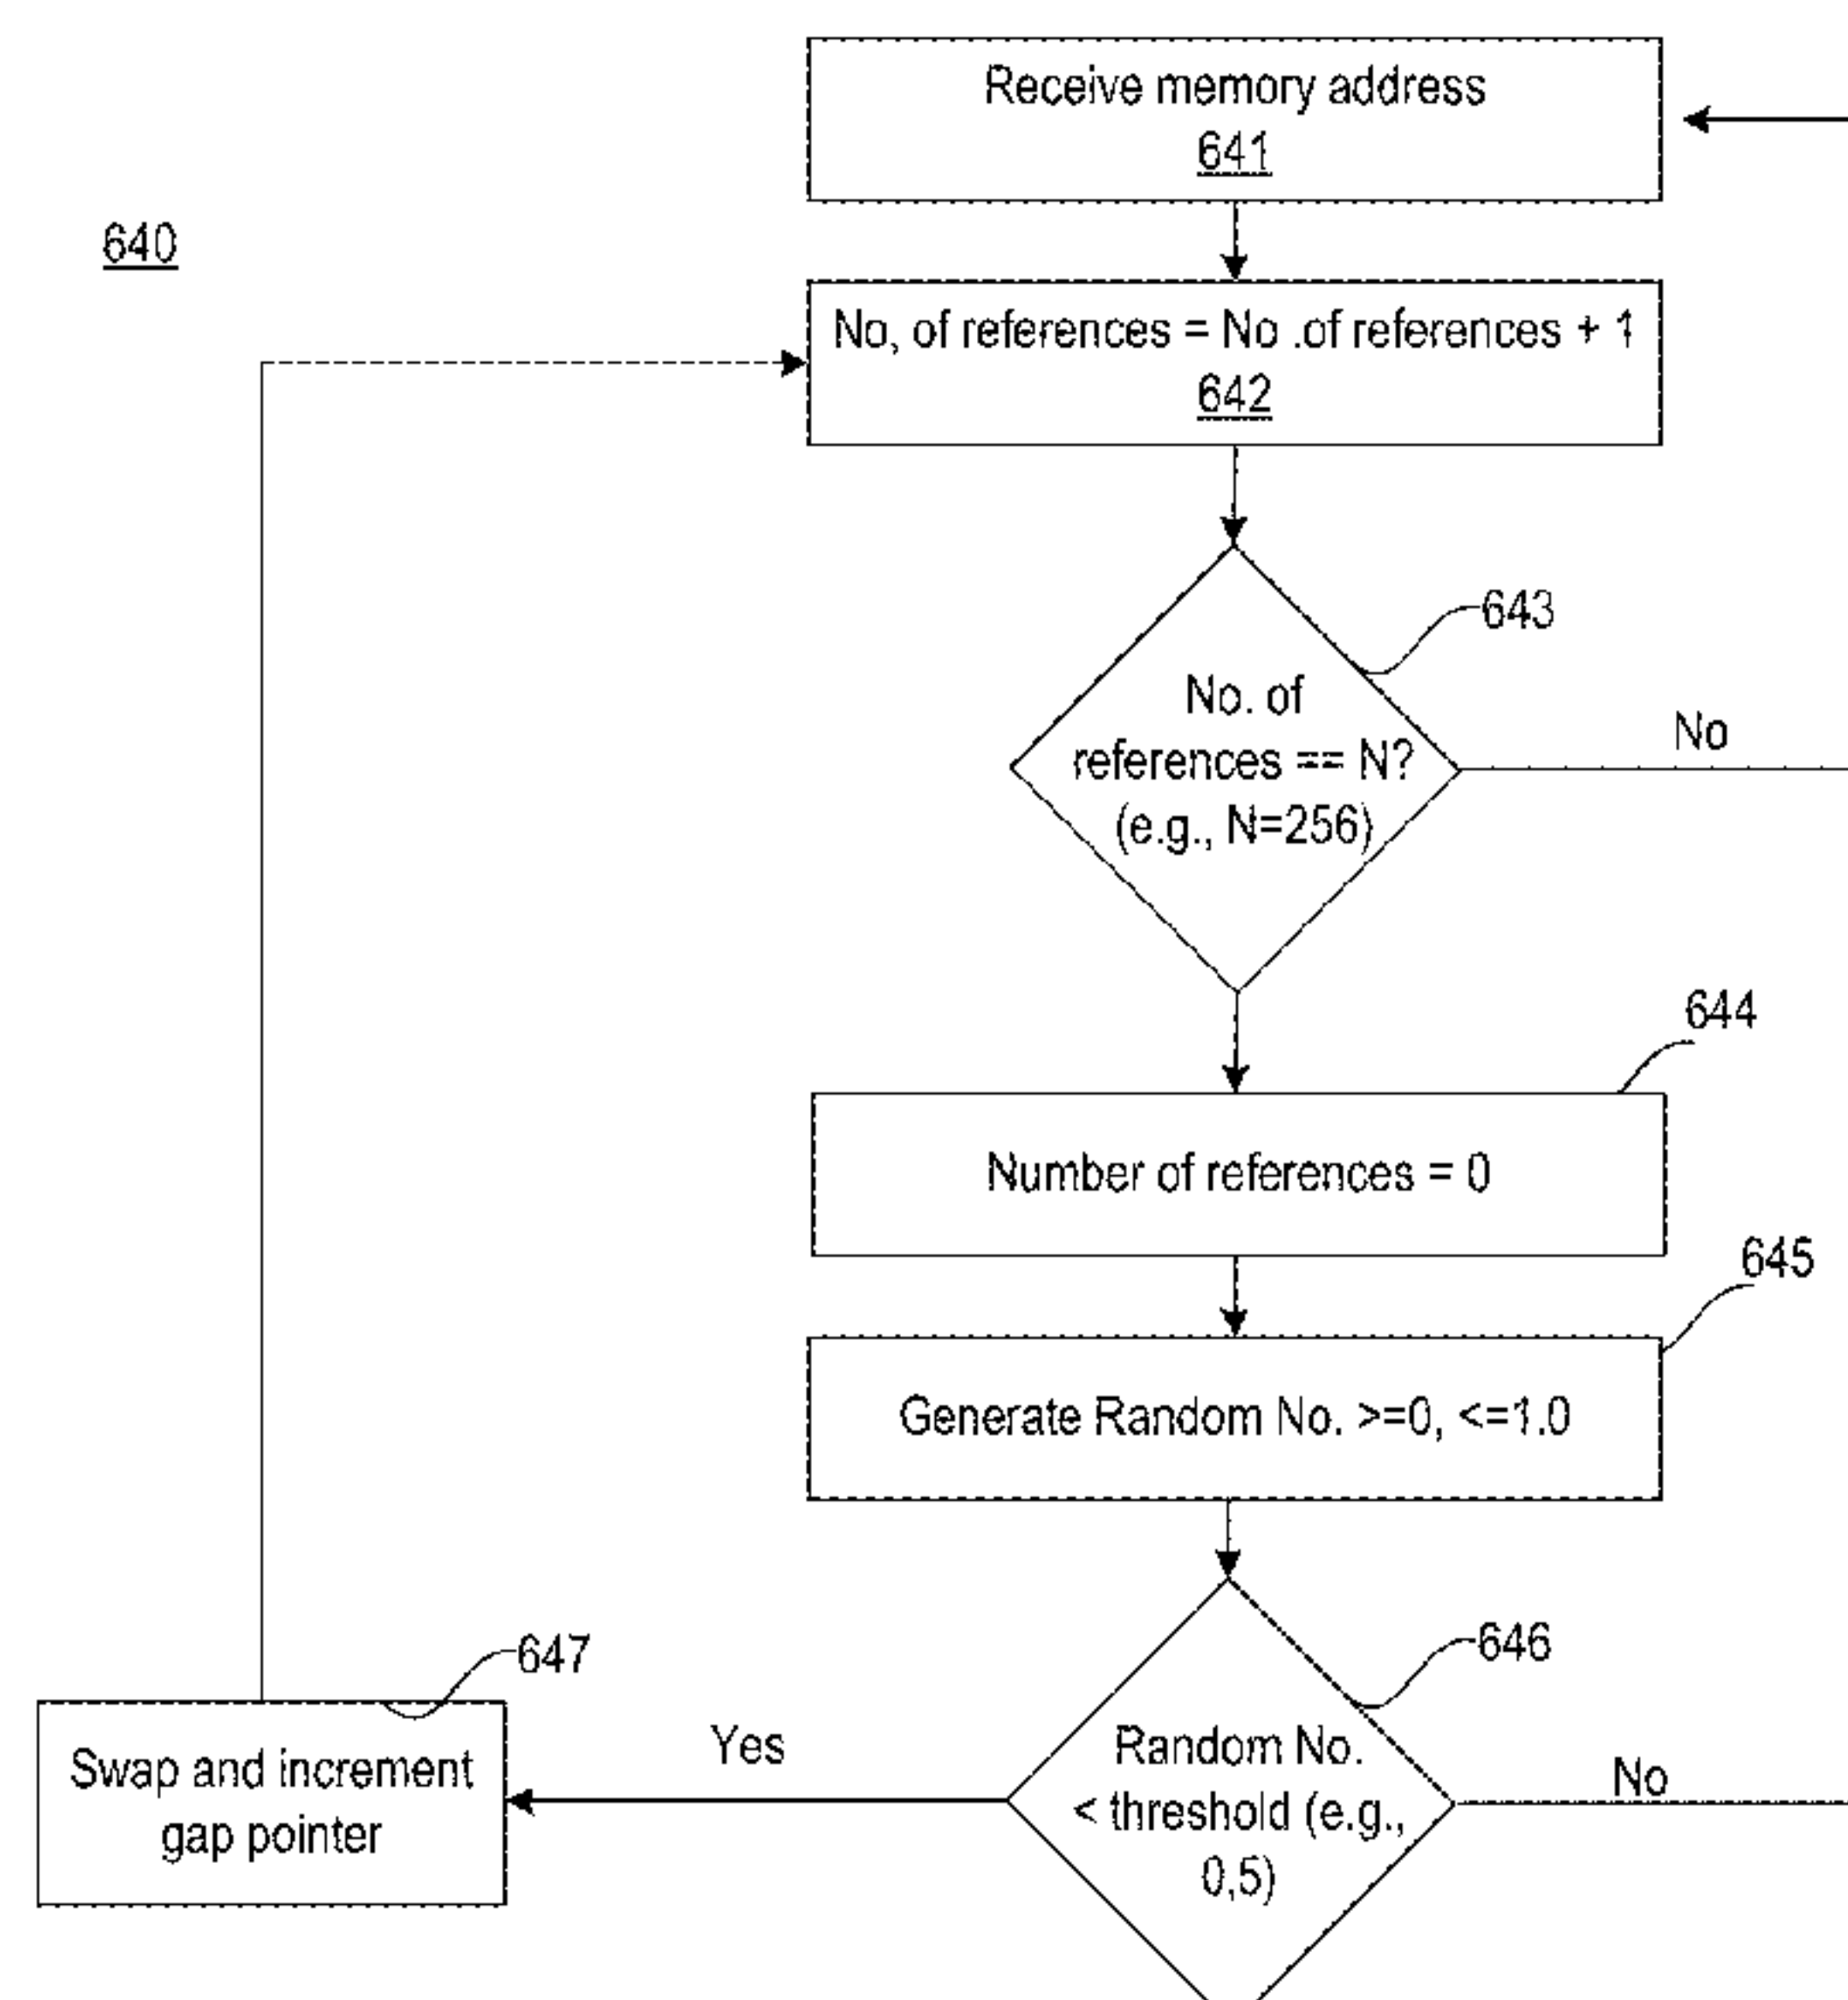 Receive memory address
641
640
No, of references = No .of references + 1
642
643
No. of
references == N?
(e.g., N=256)
No
644
Number of references = 0
645
Generate Random No. >=0, <=1.0
646
647
Swap and increment
gap pointer
Yes
Random No.
< threshold (e.g.,
0,5)
No